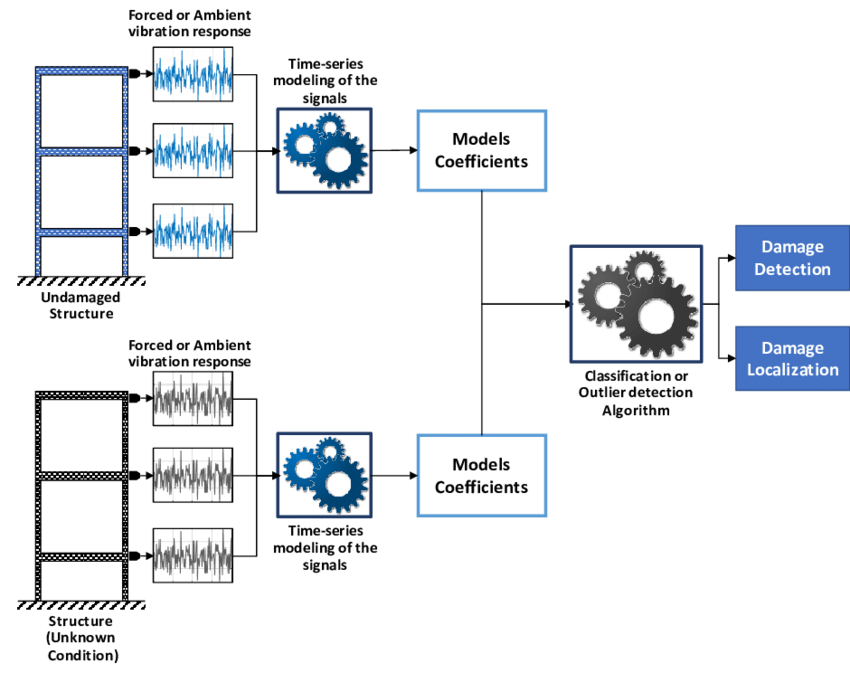 Forced or Ambient
vibration response
Time-series
modeling of the
signals
Models
Coefficients
Undamaged
Structure
Damage
Detection
Damage
Localization
Classification or
Outlier detection
Algorithm
Forced or Ambient
vibration response
Models
Coefficients
Time-series
modeling of the
signals
Structure
(Unknown
Condition)